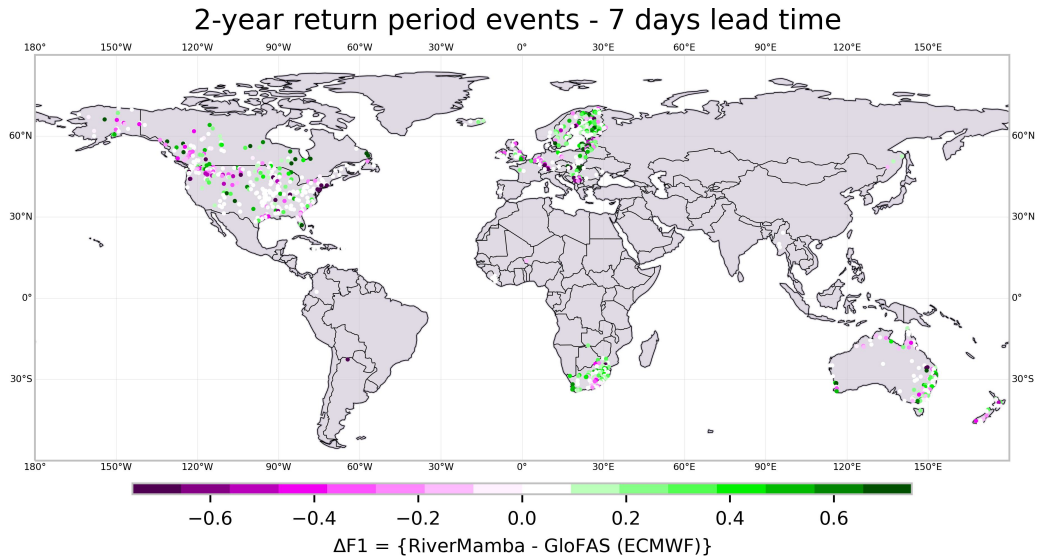 2-year return period events - 7 days lead time
180° 150°W 120°W 90°W 60°W 30°W 0° 30°E 60°E 90°E 120°E 150°E
60°N 60°N
30°N 30°N
0° 0°
30°S 30°S
180° 150°W 120°W 90°W 60°W 30°W 0° 30°E 60°E 90°E 120°E 150°E
−0.6 −0.4 −0.2 0.0 0.2 0.4 0.6
ΔF1 = {RiverMamba - GloFAS (ECMWF)}